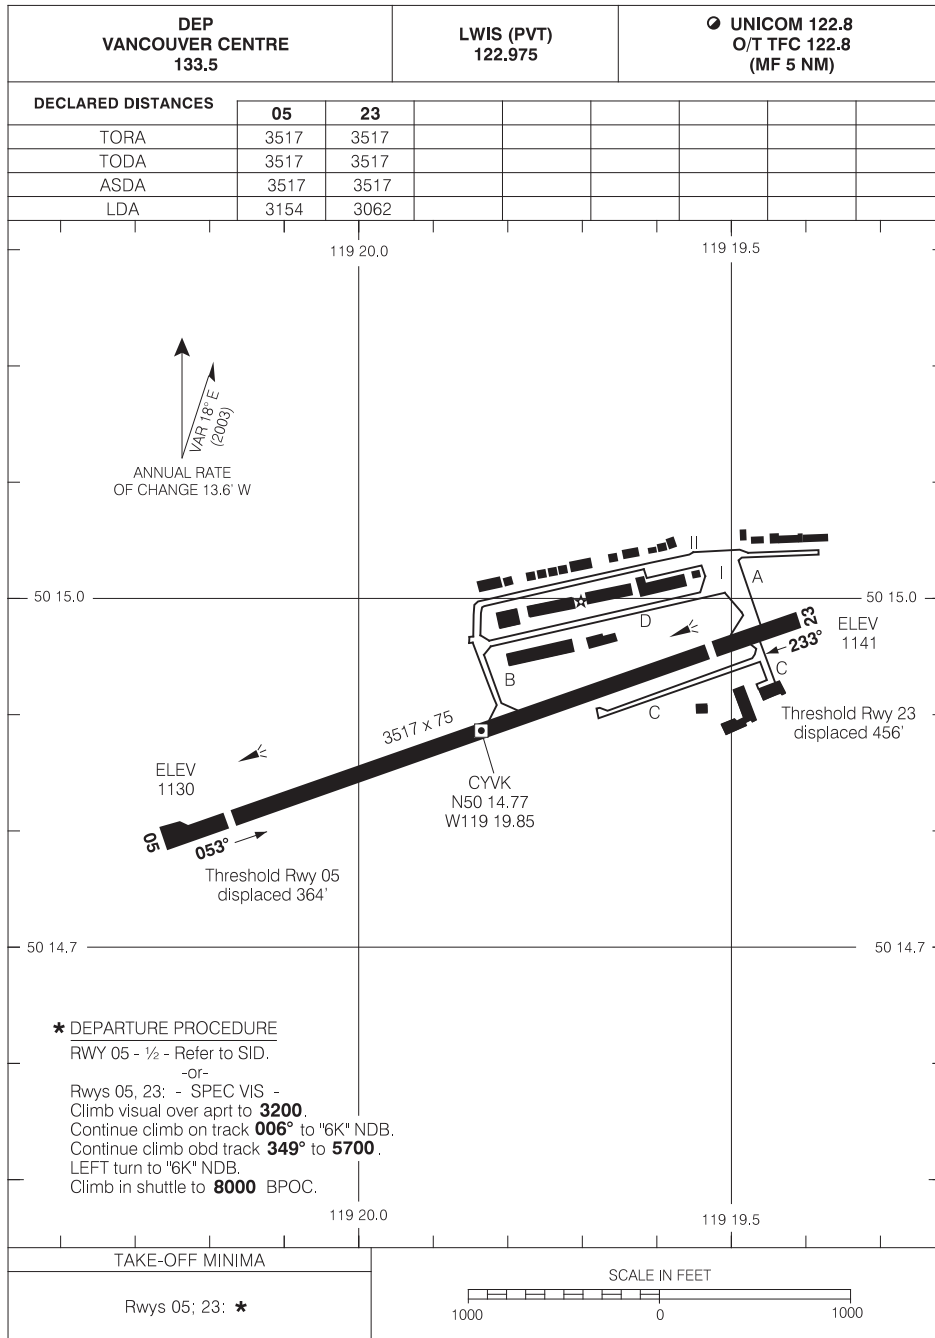 DEP
VANCOUVER CENTRE
133.5
LWIS (PVT)
122.975
UNICOM 122.8
O/T TFC 122.8
(MF 5 NM)
DECLARED DISTANCES
05 23
TORA 3517 3517
TODA 3517 3517
ASDA 3517 3517
LDA 3154 3062
119 20.0 119 19.5
VAR 18° E
(2003)
ANNUAL RATE
OF CHANGE 13.6' W
II
I
A
50 15.0 50 15.0
D
23
ELEV
1141
233°
B
C
C
Threshold Rwy 23
displaced 456'
3517 x 75
ELEV
1130
CYVK
N50 14.77
W119 19.85
05
053°
Threshold Rwy 05
displaced 364'
50 14.7 50 14.7
* DEPARTURE PROCEDURE
RWY 05 - ½ - Refer to SID.
-or-
Rwys 05, 23: - SPEC VIS -
Climb visual over aprt to 3200.
Continue climb on track 006° to "6K" NDB.
Continue climb obd track 349° to 5700.
LEFT turn to "6K" NDB.
Climb in shuttle to 8000 BPOC.
119 20.0 119 19.5
TAKE-OFF MINIMA
Rwys 05; 23: *
SCALE IN FEET
1000 0 1000